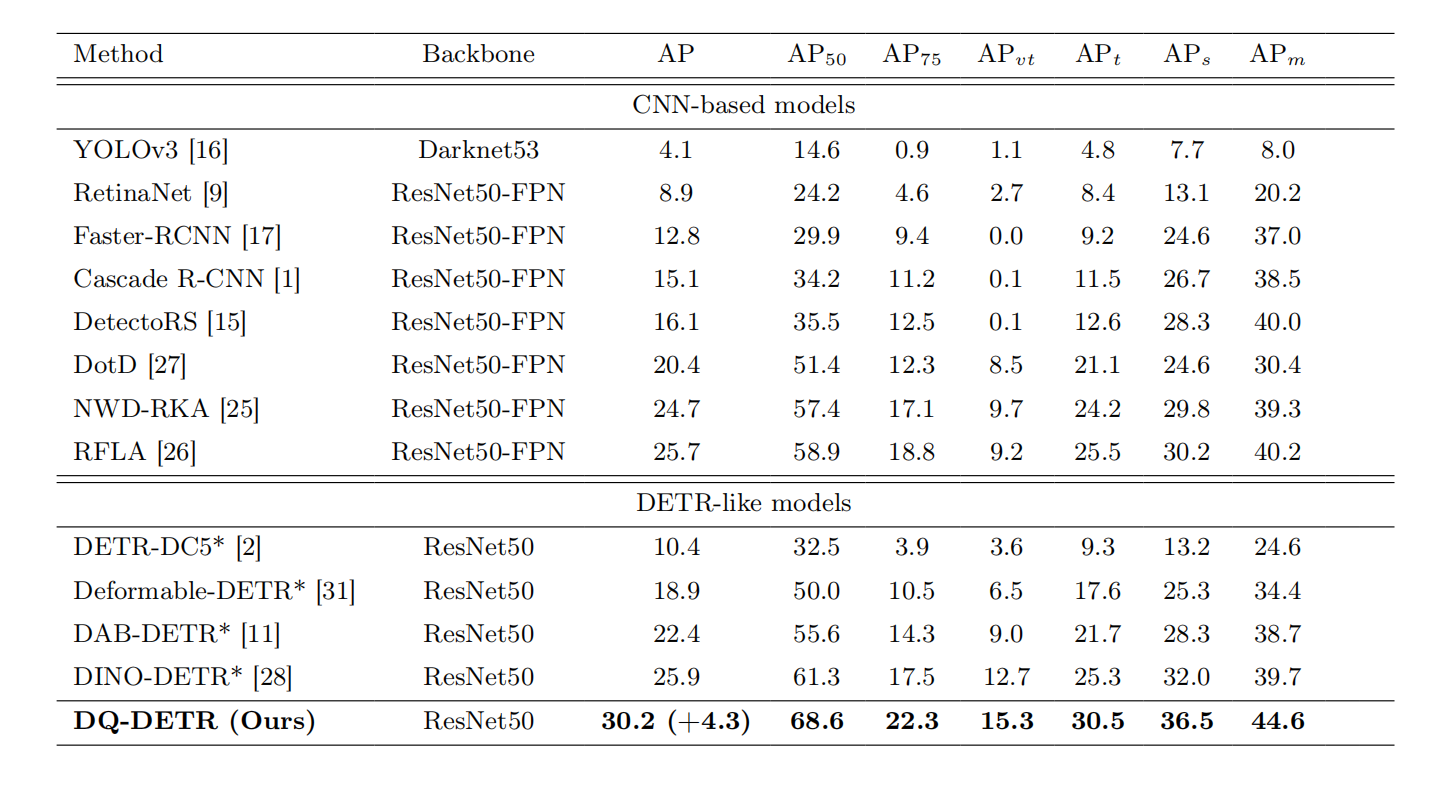 Method Backbone AP AP50 AP75 APvt APt APs APm
CNN-based models
YOLOv3 [16] Darknet53 4.1 14.6 0.9 1.1 4.8 7.7 8.0
RetinaNet [9] ResNet50-FPN 8.9 24.2 4.6 2.7 8.4 13.1 20.2
Faster-RCNN [17] ResNet50-FPN 12.8 29.9 9.4 0.0 9.2 24.6 37.0
Cascade R-CNN [1] ResNet50-FPN 15.1 34.2 11.2 0.1 11.5 26.7 38.5
DetectoRS [15] ResNet50-FPN 16.1 35.5 12.5 0.1 12.6 28.3 40.0
DotD [27] ResNet50-FPN 20.4 51.4 12.3 8.5 21.1 24.6 30.4
NWD-RKA [25] ResNet50-FPN 24.7 57.4 17.1 9.7 24.2 29.8 39.3
RFLA [26] ResNet50-FPN 25.7 58.9 18.8 9.2 25.5 30.2 40.2
DETR-like models
DETR-DC5* [2] ResNet50 10.4 32.5 3.9 3.6 9.3 13.2 24.6
Deformable-DETR* [31] ResNet50 18.9 50.0 10.5 6.5 17.6 25.3 34.4
DAB-DETR* [11] ResNet50 22.4 55.6 14.3 9.0 21.7 28.3 38.7
DINO-DETR* [28] ResNet50 25.9 61.3 17.5 12.7 25.3 32.0 39.7
DQ-DETR (Ours) ResNet50 30.2 (+4.3) 68.6 22.3 15.3 30.5 36.5 44.6